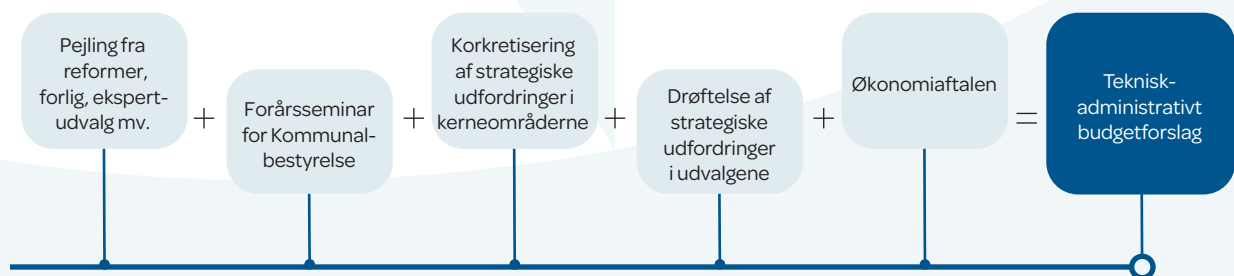 Pejling fra
reformer,
forlig, ekspert-
udvalg mv.
+
Forårsseminar
for Kommunal-
bestyrelse
+
Korkretisering
af strategiske
udfordringer i
kerneområderne
+
Drøftelse af
strategiske
udfordringer
i udvalgene
+
Økonomiaftalen
=
Teknisk-
administrativt
budgetforslag